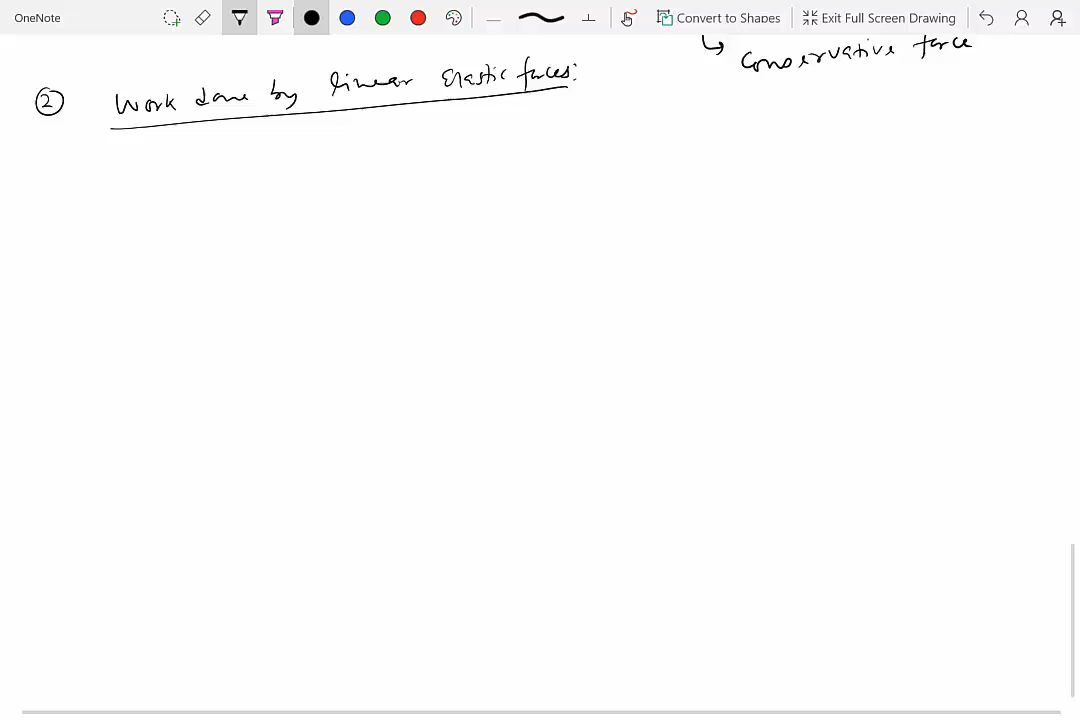 OneNote
Convert to Shapes
Exit Full Screen Drawing
↳ Conservative force
② Work done by linear Elastic forces: